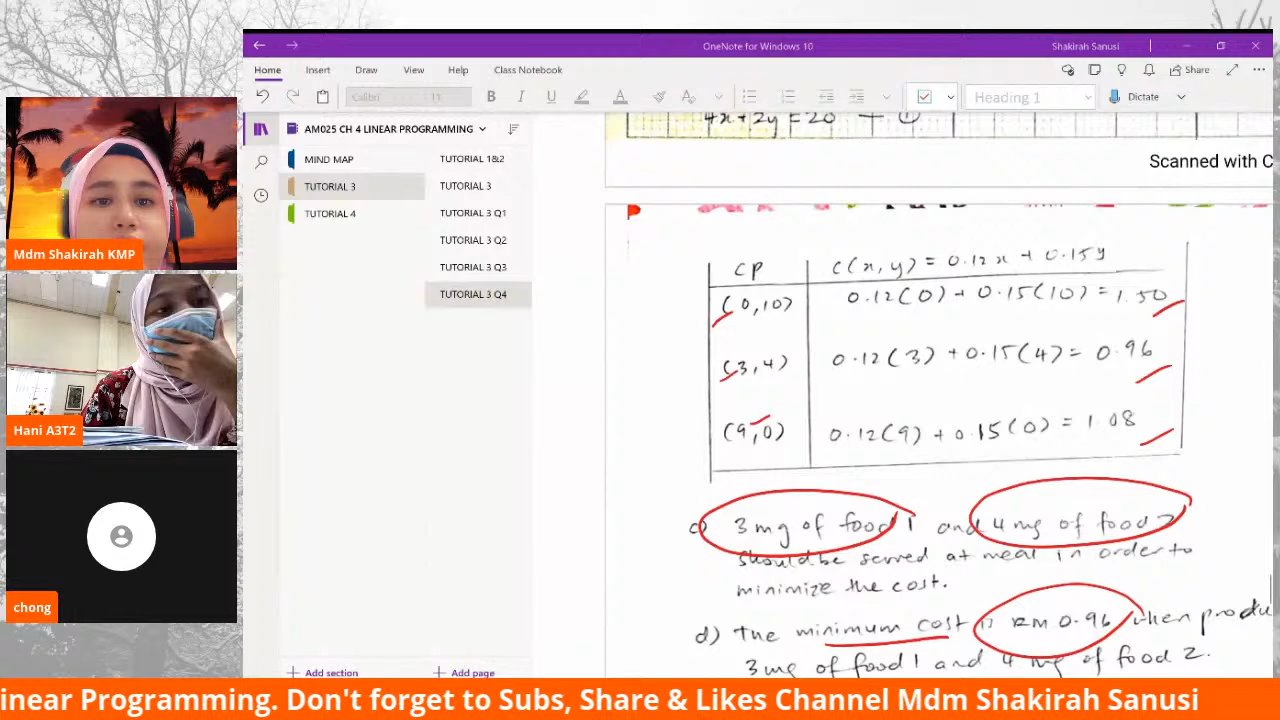 OneNote for Windows 10
Shakirah Sanusi
Home Insert Draw View Help Class Notebook
Share
Calibri 11
Heading 1
Dictate
AM025 CH 4 LINEAR PROGRAMMING
MIND MAP
TUTORIAL 3
TUTORIAL 4
TUTORIAL 1&2
TUTORIAL 3
TUTORIAL 3 Q1
TUTORIAL 3 Q2
TUTORIAL 3 Q3
TUTORIAL 3 Q4
Add section
Add page
4x+2y=20 — ①
Scanned with C
CP C(x,y) = 0.12x + 0.15y
(0,10) 0.12(0) + 0.15(10) = 1.50
(3,4) 0.12(3) + 0.15(4) = 0.96
(9,0) 0.12(9) + 0.15(0) = 1.08
c) 3mg of food 1 and 4 mg of food 2
should be served at meal in order to
minimize the cost.
d) the minimum cost is RM 0.96 when produ
3mg of food 1 and 4 mg of food 2.
Mdm Shakirah KMP
Hani A3T2
chong
inear Programming. Don't forget to Subs, Share & Likes Channel Mdm Shakirah Sanusi